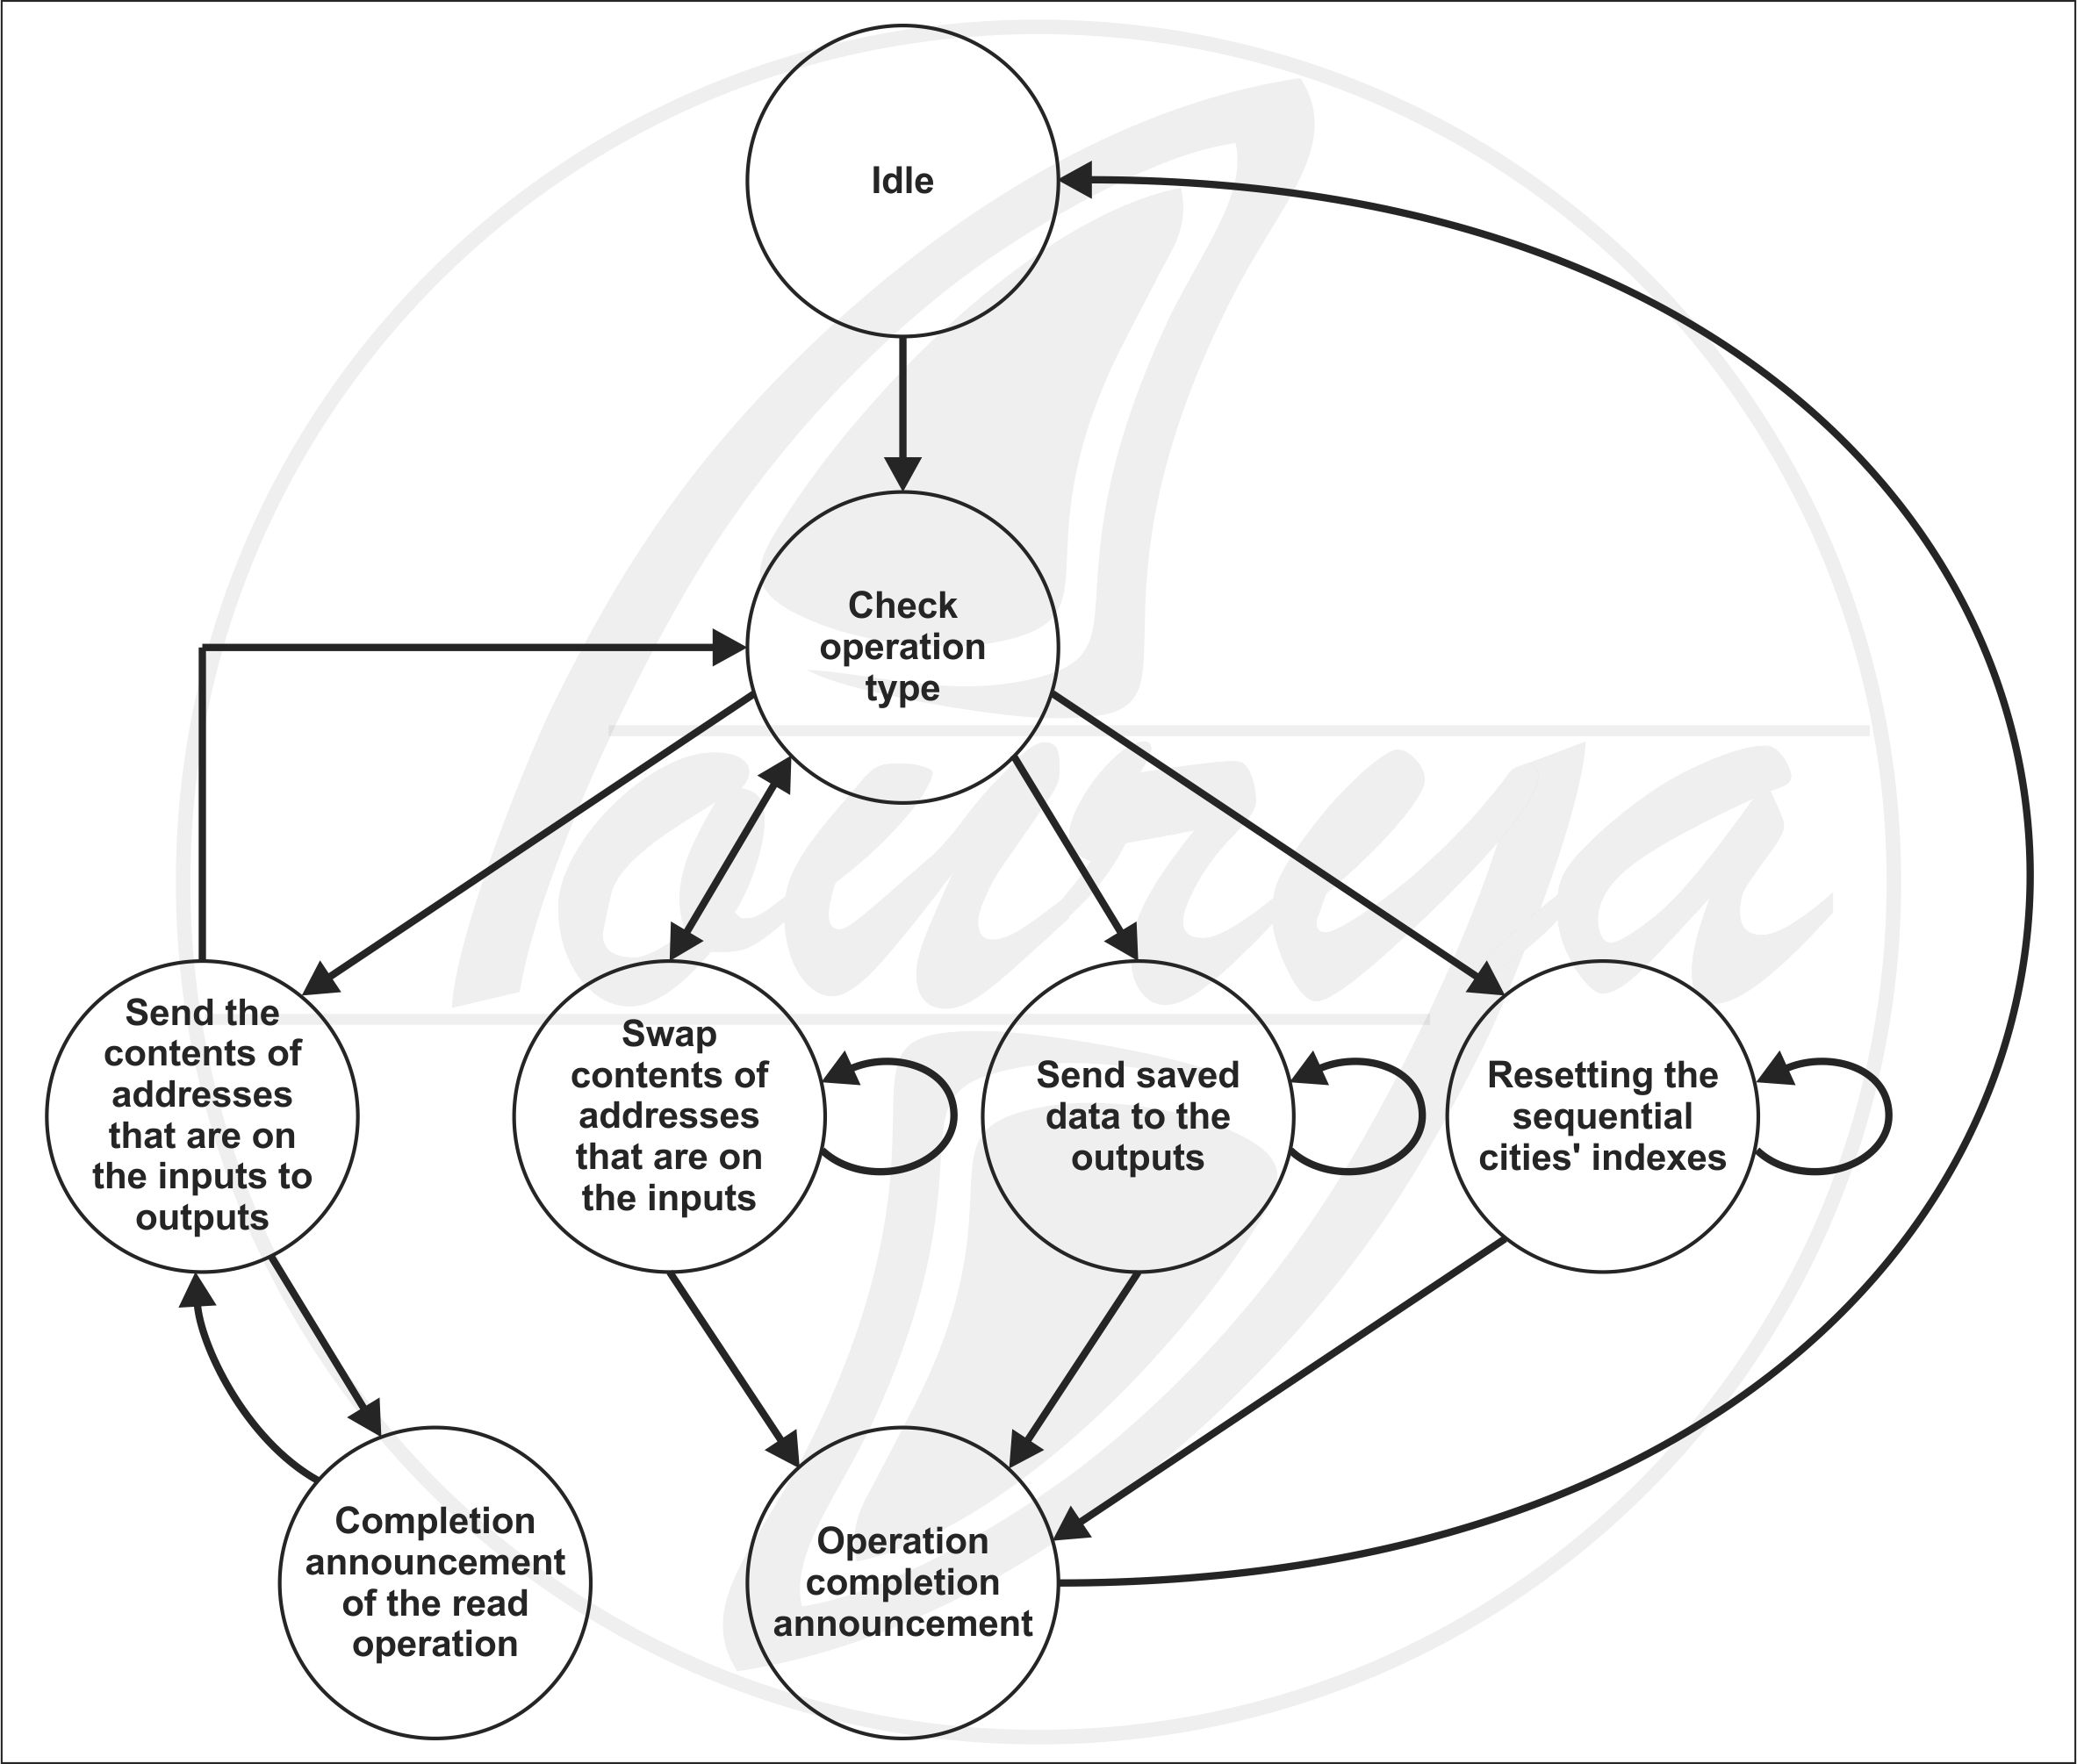 Idle
Check
operation
type
Send the
contents of
addresses
that are on
the inputs to
outputs
Swap
contents of
addresses
that are on
the inputs
Send saved
data to the
outputs
Resetting the
sequential
cities' indexes
Completion
announcement
of the read
operation
Operation
completion
announcement